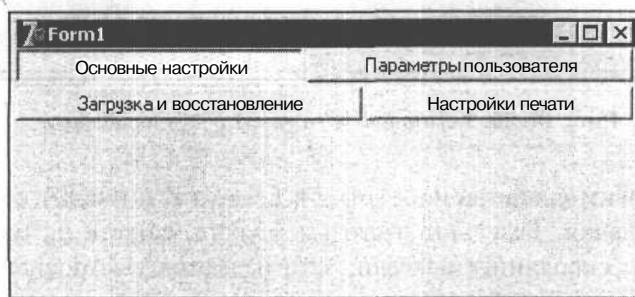 Form1
Основные настройки Параметры пользователя
Загрузка и восстановление Настройки печати